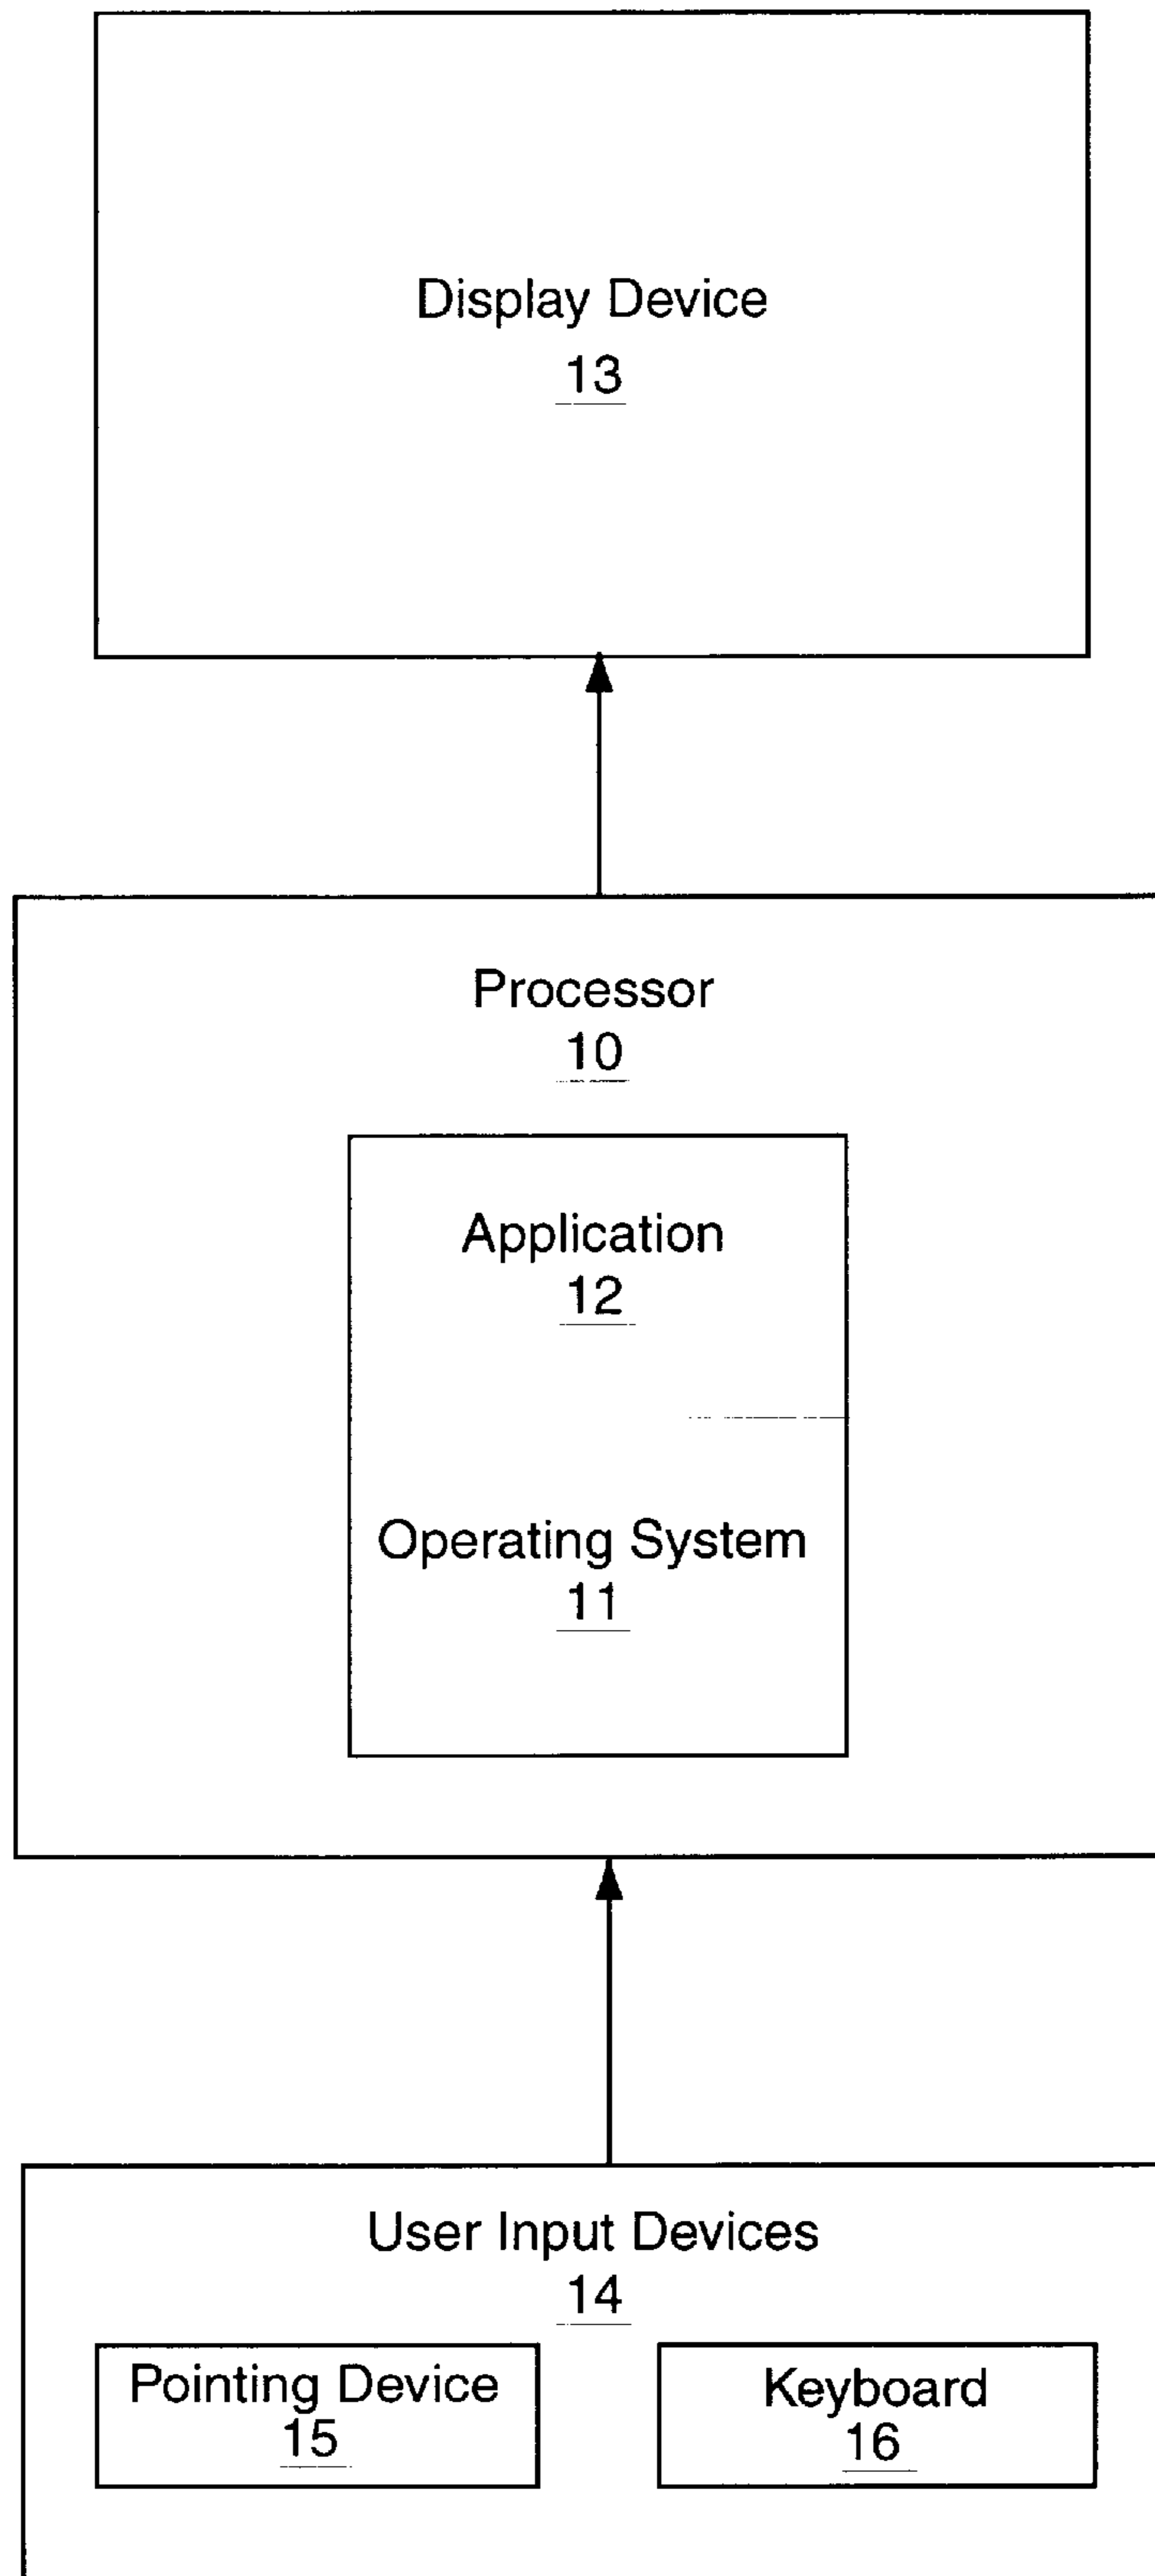 Display Device
13
Processor
10
Application
12
Operating System
11
User Input Devices
14
Pointing Device
15
Keyboard
16